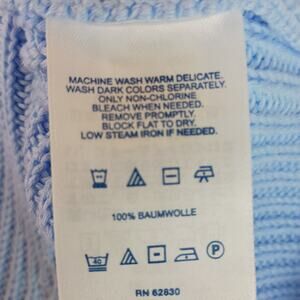 MACHINE WASH WARM DELICATE.
WASH DARK COLORS SEPARATELY.
ONLY NON-CHLORINE
BLEACH WHEN NEEDED.
REMOVE PROMPTLY.
BLOCK FLAT TO DRY.
LOW STEAM IRON IF NEEDED.
100% BAUMWOLLE
40 P
RN 62830